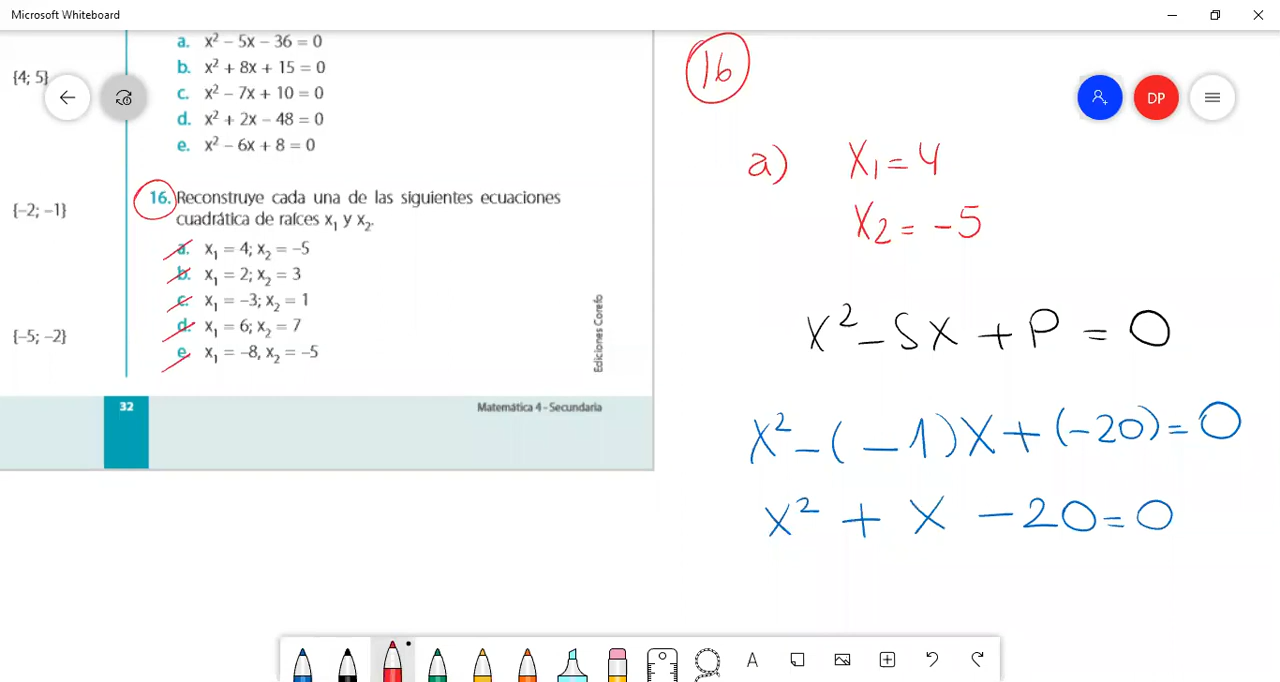 Microsoft Whiteboard
{4; 5}
{-2; -1}
{-5; -2}
a. x² – 5x – 36 = 0
b. x² + 8x + 15 = 0
c. x² – 7x + 10 = 0
d. x² + 2x – 48 = 0
e. x² – 6x + 8 = 0
16. Reconstruye cada una de las siguientes ecuaciones
cuadrática de raíces x₁ y x₂.
a. x₁ = 4; x₂ = –5
b. x₁ = 2; x₂ = 3
c. x₁ = –3; x₂ = 1
d. x₁ = 6; x₂ = 7
e. x₁ = –8, x₂ = –5
Ediciones Corefo
32
Matemática 4 - Secundaria
16
DP
a) x₁ = 4
x₂ = -5
x² - Sx + P = 0
x² - (-1)x + (-20) = 0
x² + x - 20 = 0
A